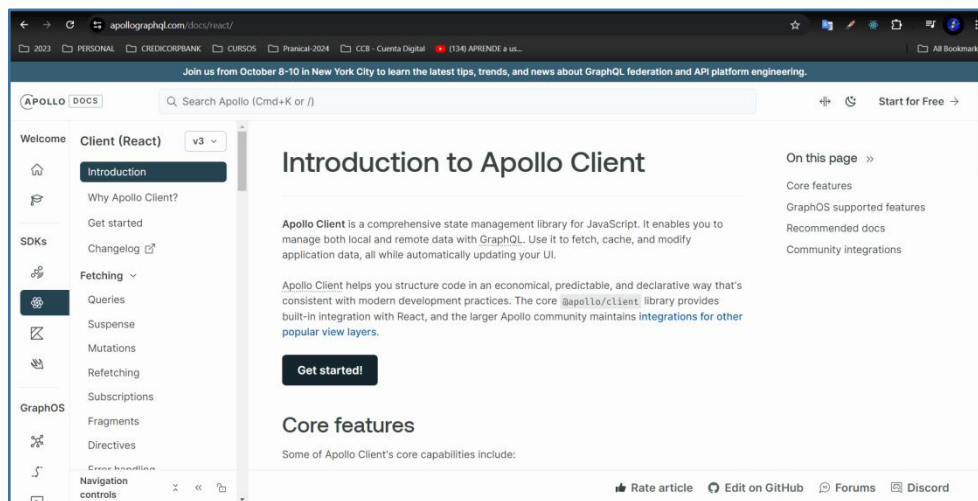 apollographql.com/docs/react/
2023 PERSONAL CREDICORPBANK CURSOS Pranical-2024 CCB - Cuenta Digital (134) APRENDE a us... All Bookmark
Join us from October 8-10 in New York City to learn the latest tips, trends, and news about GraphQL federation and API platform engineering.
APOLLO DOCS Search Apollo (Cmd+K or /) Start for Free →
Welcome
SDKs
GraphOS
Client (React) v3
Introduction
Why Apollo Client?
Get started
Changelog
Fetching
Queries
Suspense
Mutations
Refetching
Subscriptions
Fragments
Directives
Error handling
Navigation
controls
Introduction to Apollo Client
Apollo Client is a comprehensive state management library for JavaScript. It enables you to
manage both local and remote data with GraphQL. Use it to fetch, cache, and modify
application data, all while automatically updating your UI.
Apollo Client helps you structure code in an economical, predictable, and declarative way that's
consistent with modern development practices. The core @apollo/client library provides
built-in integration with React, and the larger Apollo community maintains integrations for other
popular view layers.
Get started!
Core features
Some of Apollo Client's core capabilities include:
On this page »
Core features
GraphOS supported features
Recommended docs
Community integrations
Rate article Edit on GitHub Forums Discord